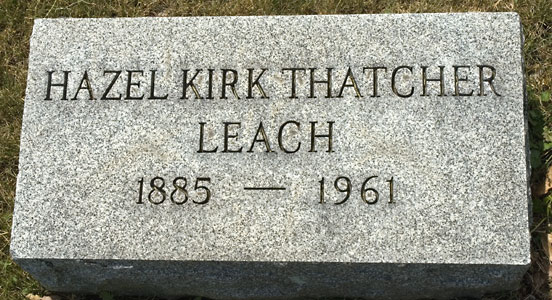 HAZEL KIRK THATCHER
LEACH
1885 — 1961